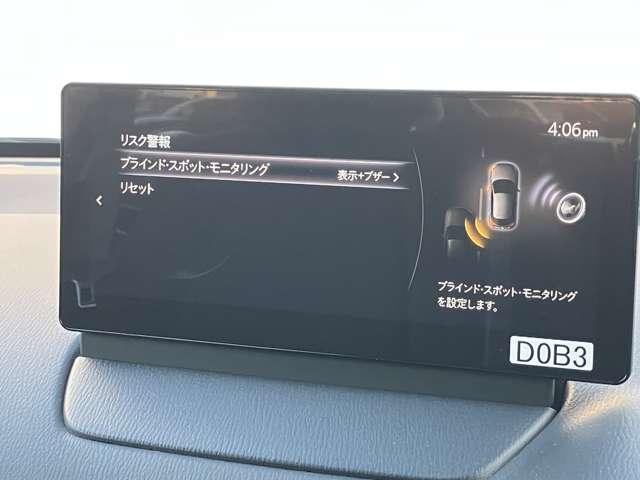 4:06 pm
リスク警報
ブラインド･スポット･モニタリング 表示+ブザー
リセット
ブラインド･スポット･モニタリング
を設定します。
D0B3